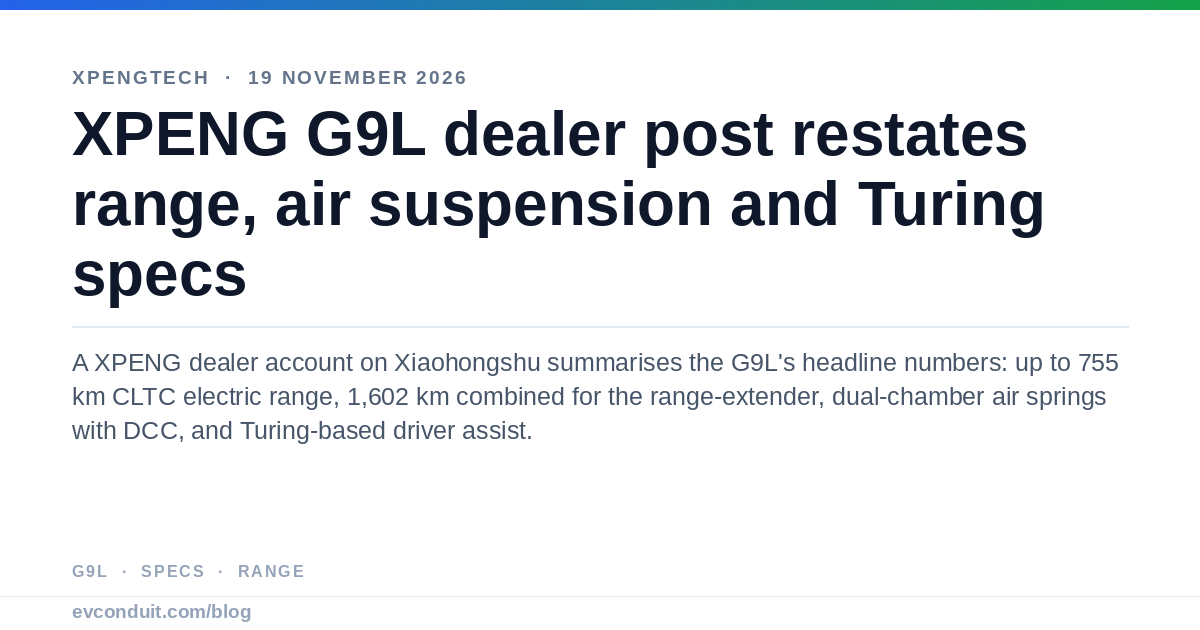 XPENGTECH · 19 NOVEMBER 2026
XPENG G9L dealer post restates
range, air suspension and Turing
specs
A XPENG dealer account on Xiaohongshu summarises the G9L's headline numbers: up to 755
km CLTC electric range, 1,602 km combined for the range-extender, dual-chamber air springs
with DCC, and Turing-based driver assist.
G9L · SPECS · RANGE
evconduit.com/blog